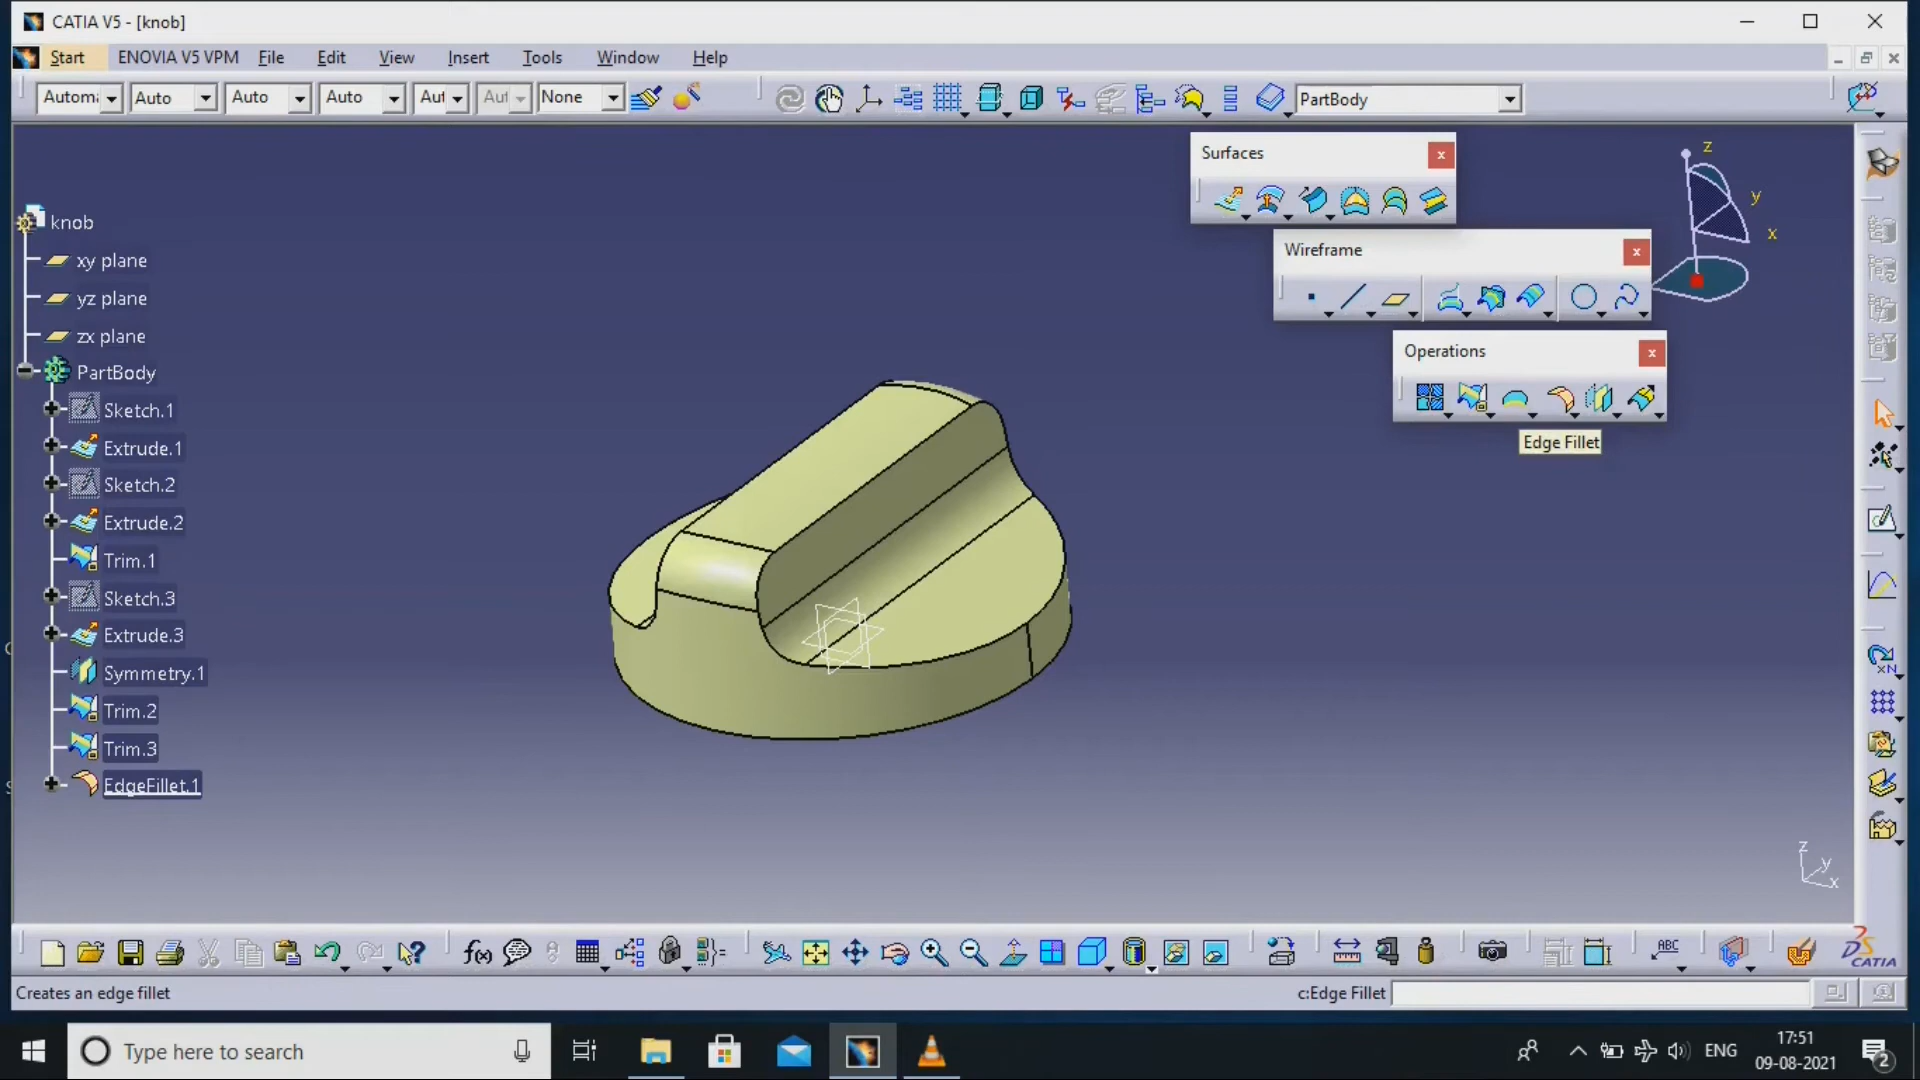 CATIA V5 - [knob]
Start ENOVIA V5 VPM File Edit View Insert Tools Window Help
Auto Auto Auto None PartBody
Surfaces
Wireframe
Operations
Edge Fillet
z
y
x
knob
xy plane
yz plane
zx plane
PartBody
Sketch.1
Extrude.1
Sketch.2
Extrude.2
Trim.1
Sketch.3
Extrude.3
Symmetry.1
Trim.2
Trim.3
EdgeFillet.1
z
y
x
f(x)
ABC
CATIA
Creates an edge fillet c:Edge Fillet
Type here to search
ENG
17:51
09-08-2021
2